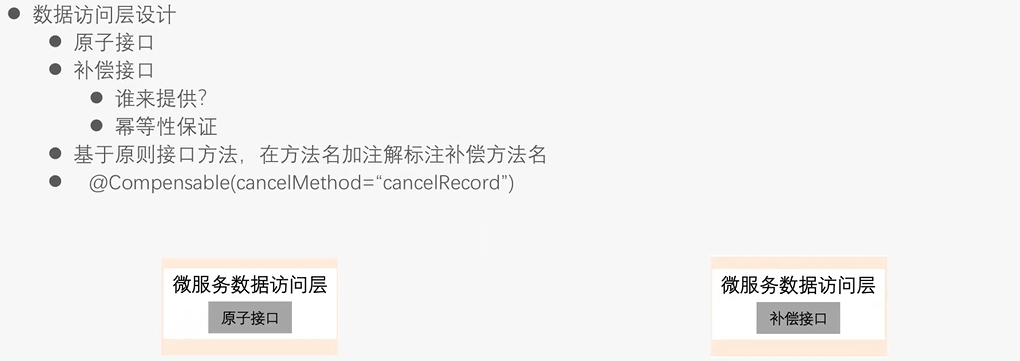 数据访问层设计
原子接口
补偿接口
谁来提供?
幂等性保证
基于原则接口方法，在方法名加注解标注补偿方法名
@Compensable(cancelMethod=“cancelRecord”)
微服务数据访问层
原子接口
微服务数据访问层
补偿接口